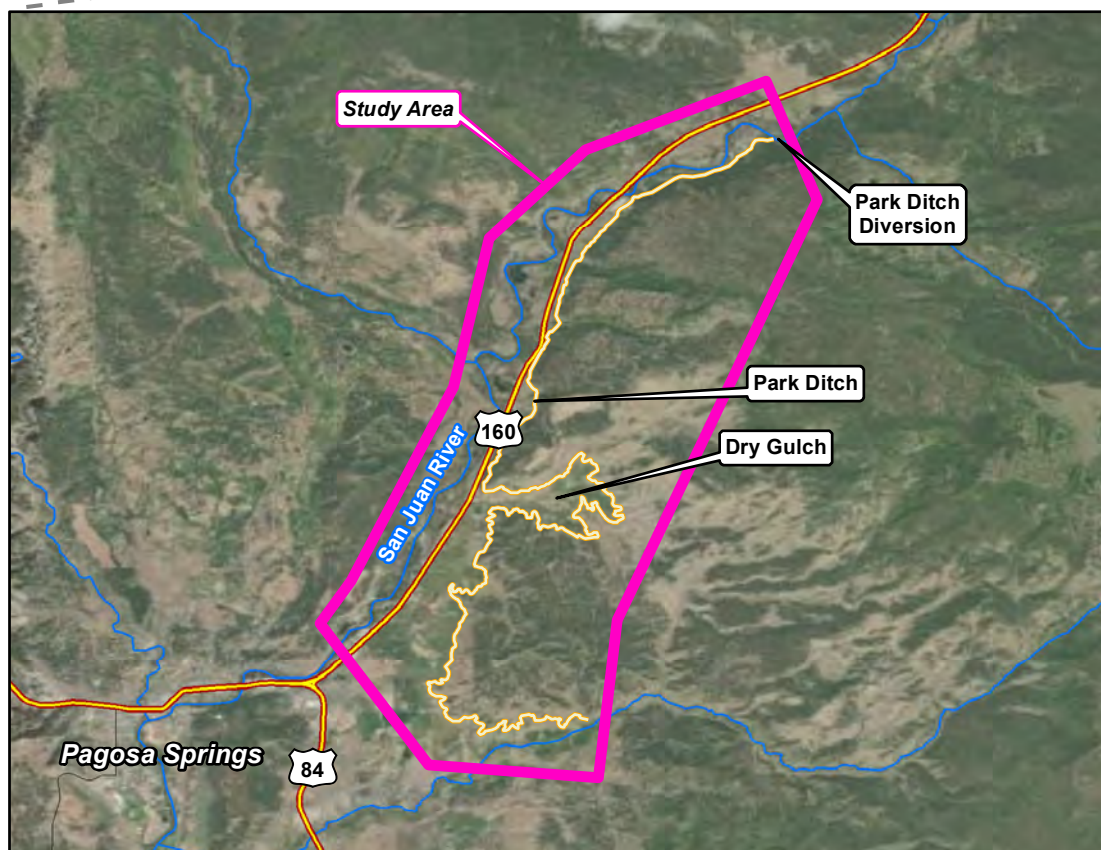 Study Area
Park Ditch
Diversion
Park Ditch
160
Dry Gulch
San Juan River
Pagosa Springs
84